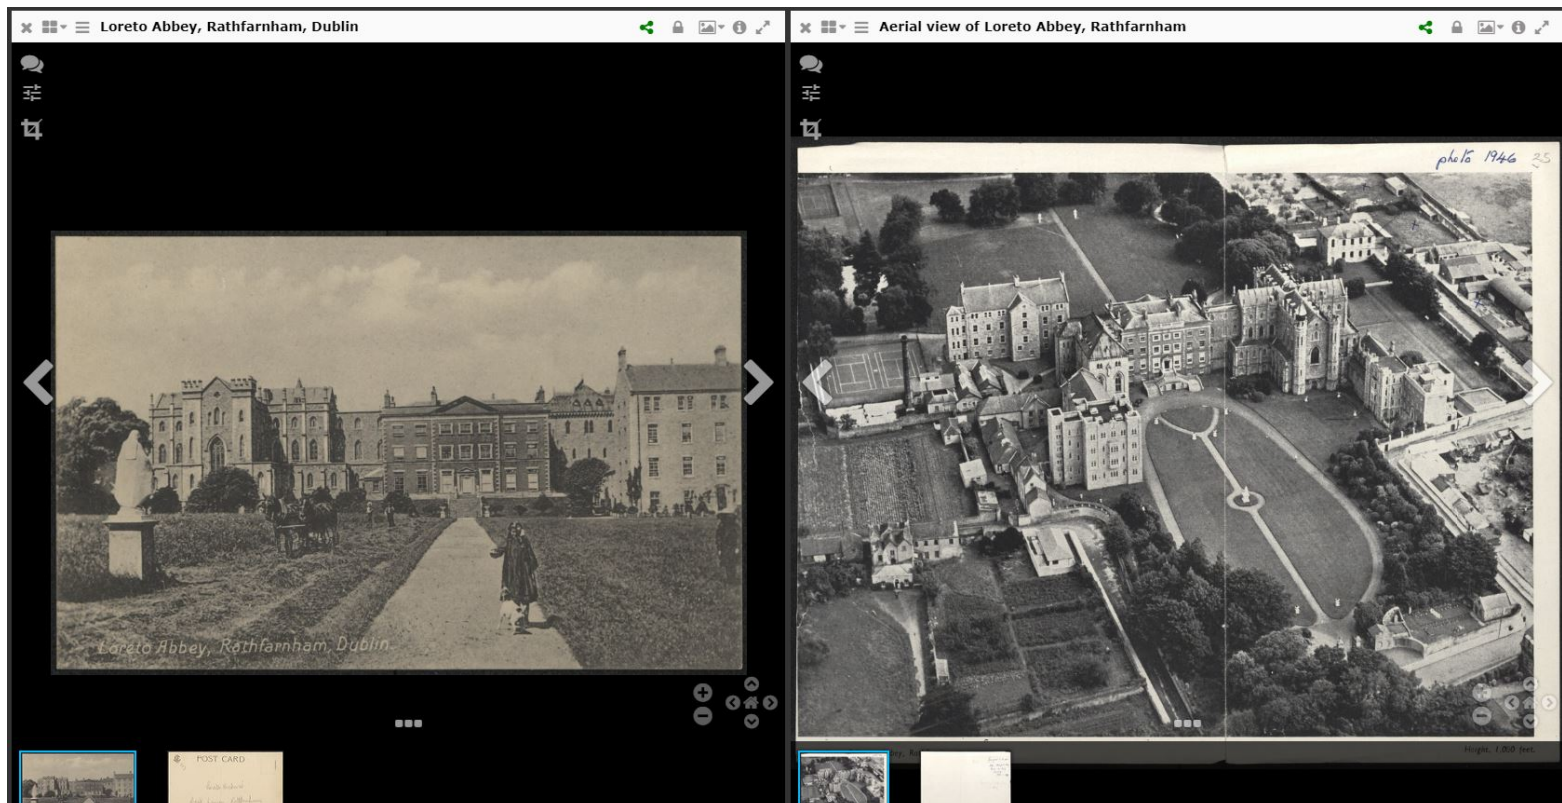 Loreto Abbey, Rathfarnham, Dublin
Loreto Abbey, Rathfarnham, Dublin
POST CARD
Aerial view of Loreto Abbey, Rathfarnham
photo 1946 25
Height, 1,000 feet.